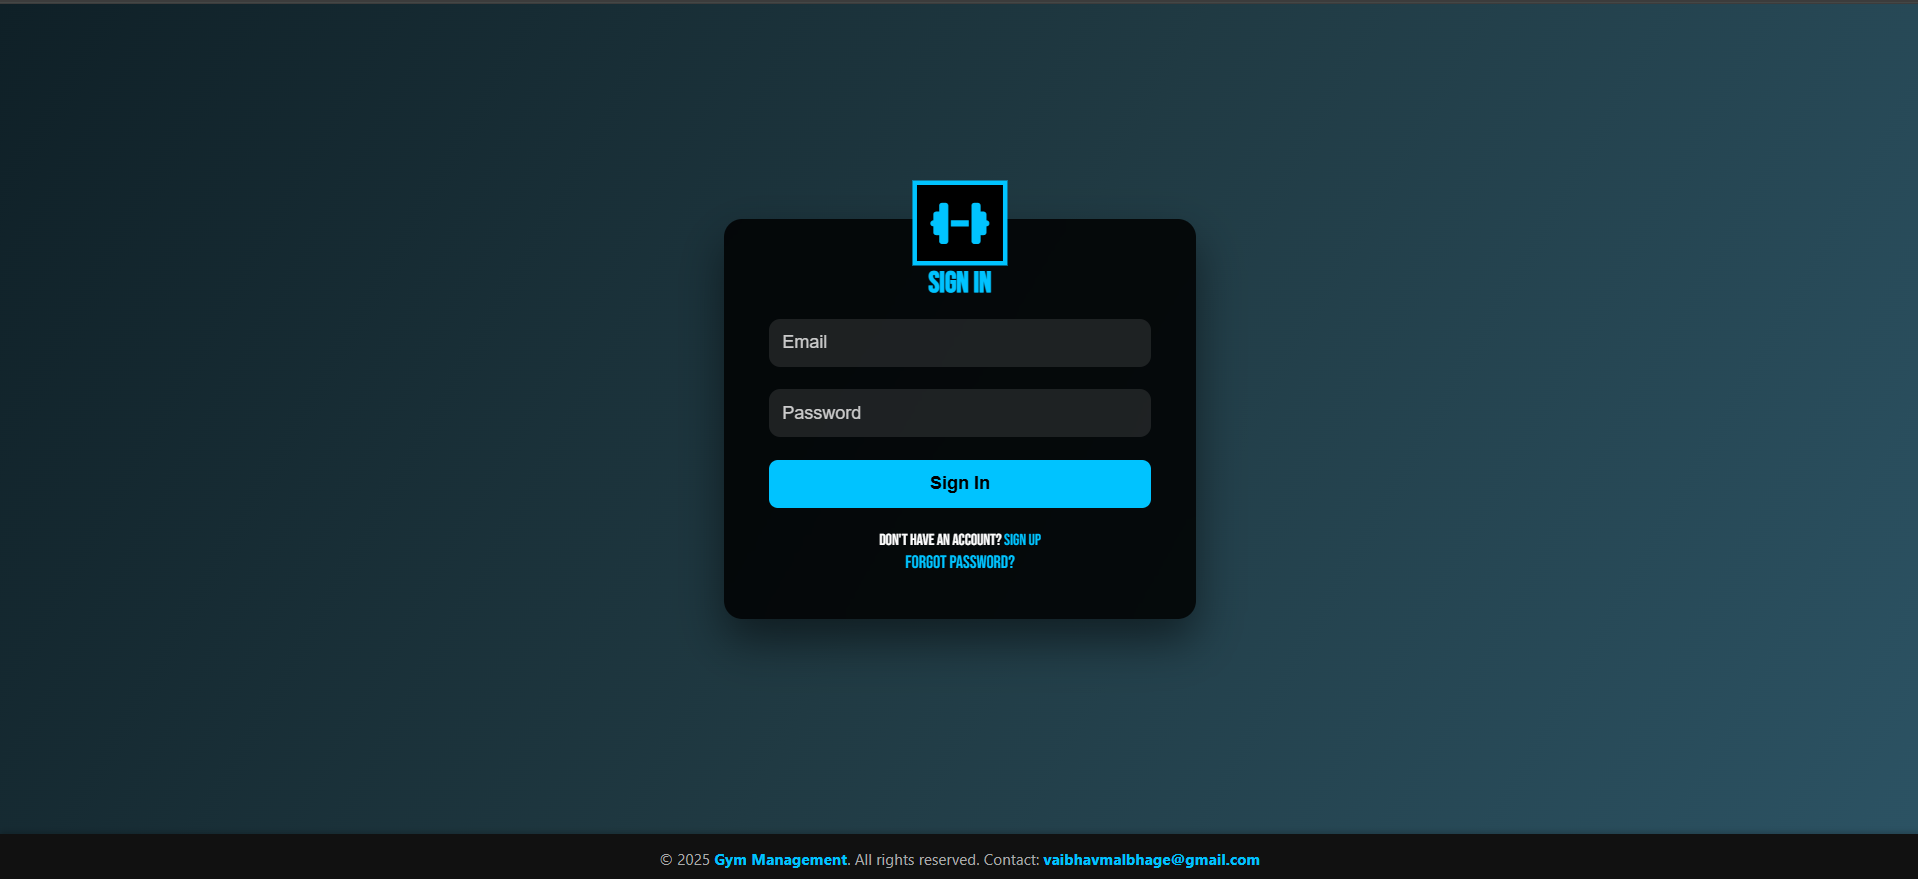 SIGN IN
Email
Password
Sign In
DON'T HAVE AN ACCOUNT? SIGN UP
FORGOT PASSWORD?
© 2025 Gym Management. All rights reserved. Contact: vaibhavmalbhage@gmail.com